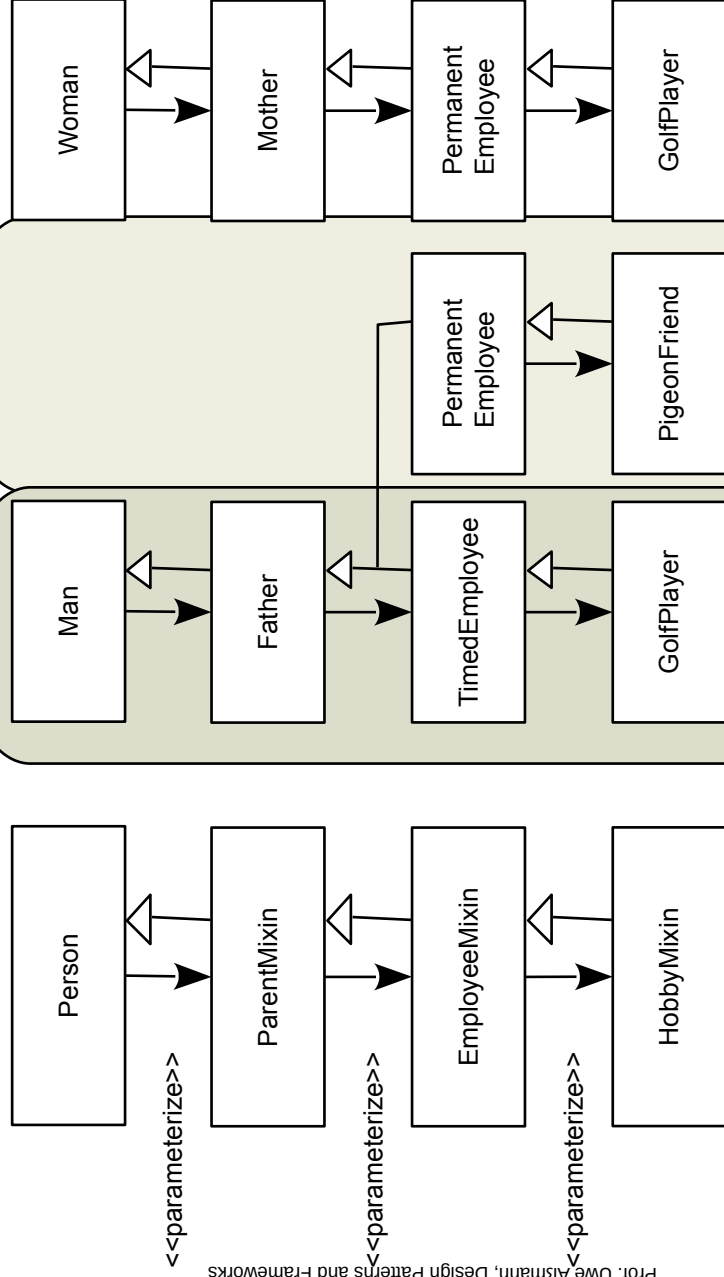 Person
Man
Woman
<<parameterize>>
ParentMixin
Father
Mother
<<parameterize>>
EmployeeMixin
TimedEmployee
Permanent
Employee
Permanent
Employee
<<parameterize>>
HobbyMixin
GolfPlayer
PigeonFriend
GolfPlayer
Prof. Uwe Aßmann, Design Patterns and Frameworks